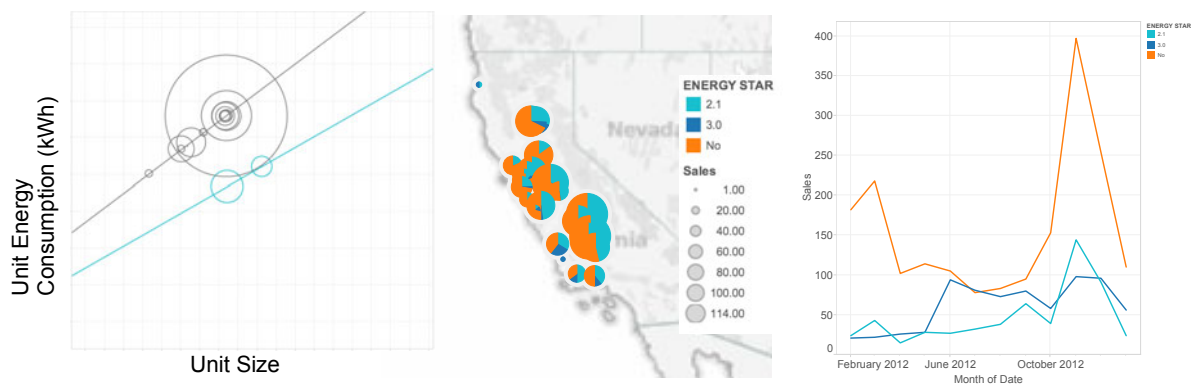 Unit Energy
Consumption (kWh)
Unit Size
Nevada
nia
ENERGY STAR
2.1
3.0
No
Sales
1.00
20.00
40.00
60.00
80.00
100.00
114.00
ENERGY STAR
2.1
3.0
No
400
350
300
250
200
150
100
50
0
Sales
February 2012
June 2012
October 2012
Month of Date